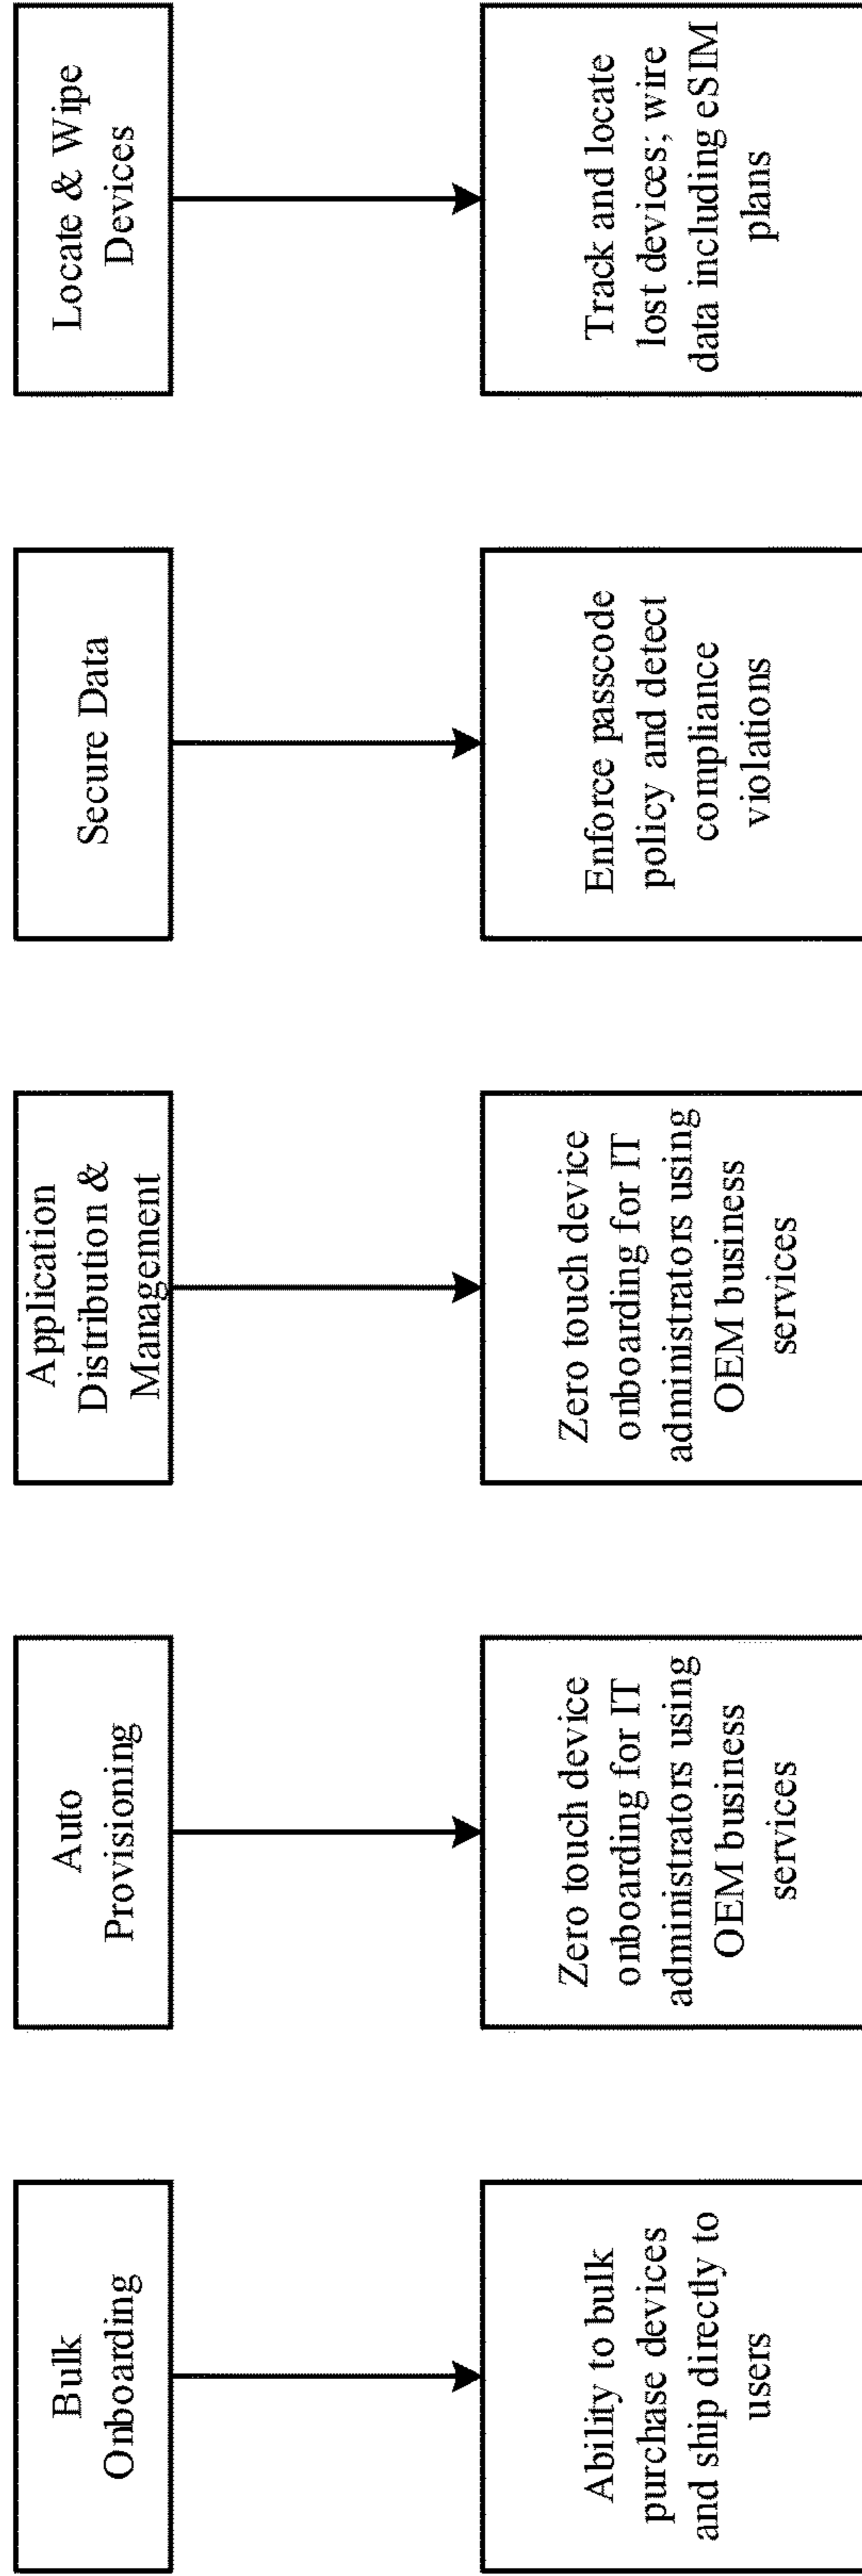 Bulk
Onboarding
Ability to bulk
purchase devices
and ship directly to
users
Auto
Provisioning
Zero touch device
onboarding for IT
administrators using
OEM business
services
Application
Distribution &
Management
Zero touch device
onboarding for IT
administrators using
OEM business
services
Secure Data
Enforce passcode
policy and detect
compliance
violations
Locate & Wipe
Devices
Track and locate
lost devices; wire
data including eSIM
plans